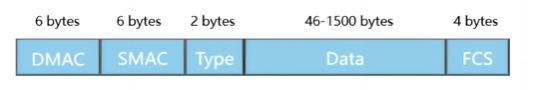 6 bytes 6 bytes 2 bytes 46-1500 bytes 4 bytes
DMAC SMAC Type Data FCS